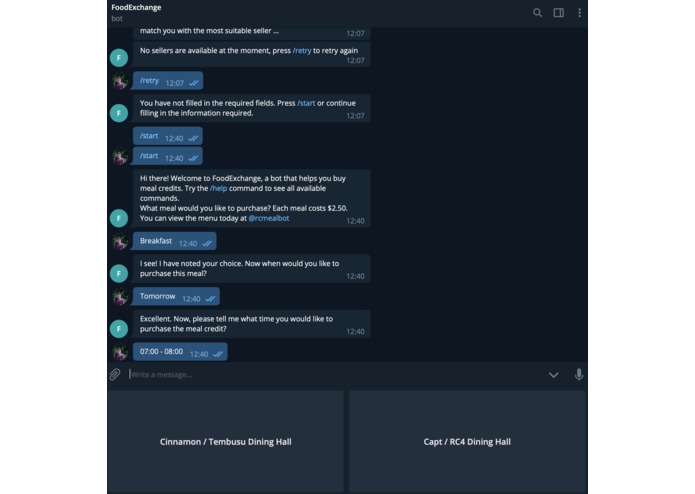 FoodExchange
bot
match you with the most suitable seller ...
12:07
No sellers are available at the moment, press /retry to retry again
12:07
F
/retry 12:07
You have not filled in the required fields. Press /start or continue
filling in the information required.
12:07
F
/start 12:40
/start 12:40
Hi there! Welcome to FoodExchange, a bot that helps you buy
meal credits. Try the /help command to see all available
commands.
What meal would you like to purchase? Each meal costs $2.50.
You can view the menu today at @rcmealbot
12:40
F
Breakfast 12:40
I see! I have noted your choice. Now when would you like to
purchase this meal?
12:40
F
Tomorrow 12:40
Excellent. Now, please tell me what time you would like to
purchase the meal credit?
12:40
F
07:00 - 08:00 12:40
Write a message...
Cinnamon / Tembusu Dining Hall
Capt / RC4 Dining Hall